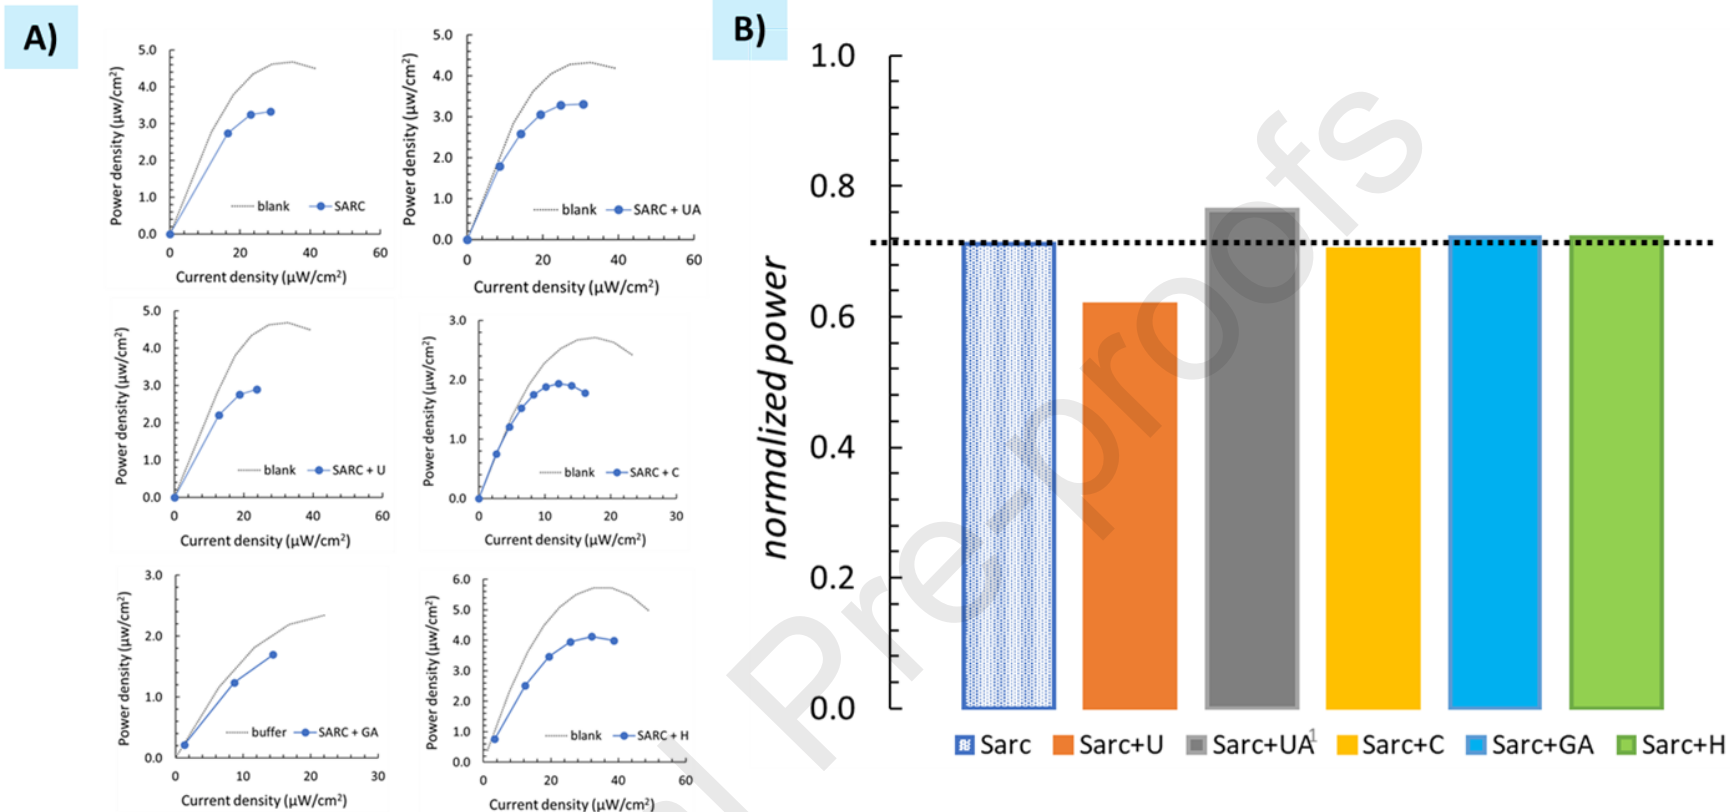 A)
5.0
4.0
3.0
2.0
1.0
0.0
Power density (µw/cm²)
blank SARC
0 20 40 60
Current density (µW/cm²)
5.0
4.0
3.0
2.0
1.0
0.0
Power density (µw/cm²)
blank SARC + UA
0 20 40 60
Current density (µW/cm²)
5.0
4.0
3.0
2.0
1.0
0.0
Power density (µw/cm²)
blank SARC + U
0 20 40 60
Current density (µW/cm²)
3.0
2.0
1.0
0.0
Power density (µw/cm²)
blank SARC + C
0 10 20 30
Current density (µW/cm²)
3.0
2.0
1.0
0.0
Power density (µw/cm²)
buffer SARC + GA
0 10 20 30
Current density (µW/cm²)
6.0
5.0
4.0
3.0
2.0
1.0
0.0
Power density (µw/cm²)
blank SARC + H
0 20 40 60
Current density (µW/cm²)
B)
1.0
0.8
0.6
0.4
0.2
0.0
normalized power
Sarc Sarc+U Sarc+UA Sarc+C Sarc+GA Sarc+H
1
Pre-proofs